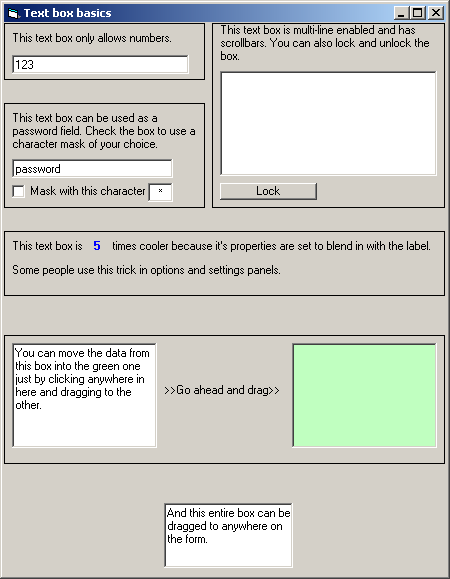 Text box basics
This text box only allows numbers.
123
This text box is multi-line enabled and has
scrollbars. You can also lock and unlock the
box.
This text box can be used as a
password field. Check the box to use a
character mask of your choice.
password
Mask with this character *
Lock
This text box is 5 times cooler because it's properties are set to blend in with the label.
Some people use this trick in options and settings panels.
You can move the data from
this box into the green one
just by clicking anywhere in
here and dragging to the
other.
>>Go ahead and drag>>
And this entire box can be
dragged to anywhere on
the form.